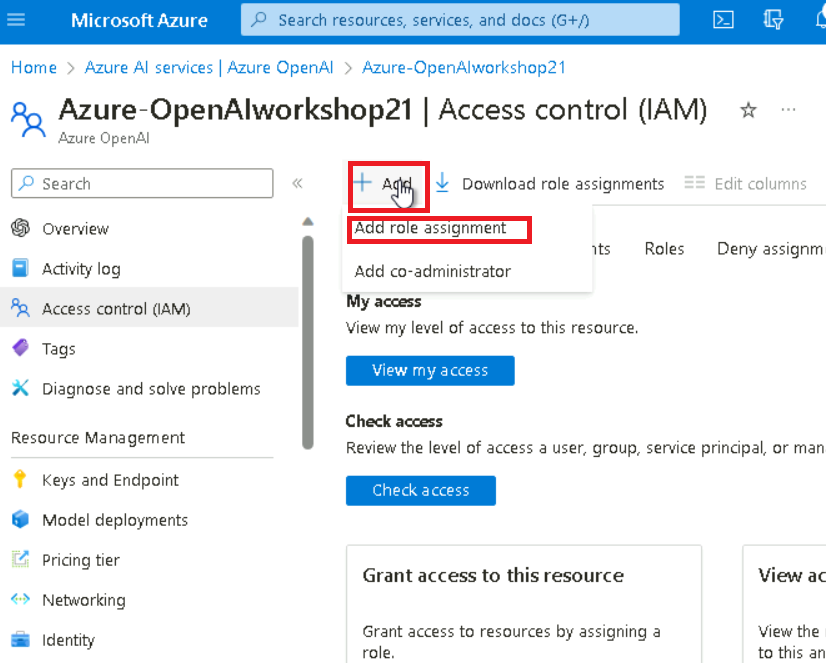 Microsoft Azure
Search resources, services, and docs (G+/)
Home > Azure AI services | Azure OpenAI > Azure-OpenAIworkshop21
Azure-OpenAIworkshop21 | Access control (IAM)
Azure OpenAI
Search
Overview
Activity log
Access control (IAM)
Tags
Diagnose and solve problems
Resource Management
Keys and Endpoint
Model deployments
Pricing tier
Networking
Identity
Add
Download role assignments
Edit columns
Add role assignment
Add co-administrator
nts
Roles
Deny assignm
My access
View my level of access to this resource.
View my access
Check access
Review the level of access a user, group, service principal, or man
Check access
Grant access to this resource
Grant access to resources by assigning a
role.
View ac
View the
to this an